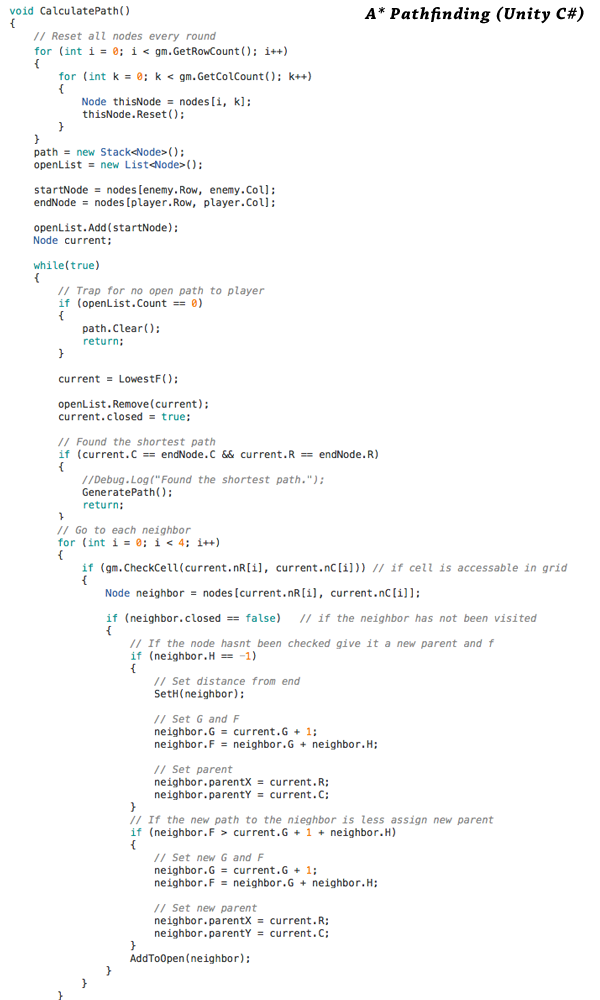 A* Pathfinding (Unity C#)
void CalculatePath()
{
    // Reset all nodes every round
    for (int i = 0; i < gm.GetRowCount(); i++)
    {
        for (int k = 0; k < gm.GetColCount(); k++)
        {
            Node thisNode = nodes[i, k];
            thisNode.Reset();
        }
    }
    path = new Stack<Node>();
    openList = new List<Node>();

    startNode = nodes[enemy.Row, enemy.Col];
    endNode = nodes[player.Row, player.Col];

    openList.Add(startNode);
    Node current;

    while(true)
    {
        // Trap for no open path to player
        if (openList.Count == 0)
        {
            path.Clear();
            return;
        }

        current = LowestF();

        openList.Remove(current);
        current.closed = true;

        // Found the shortest path
        if (current.C == endNode.C && current.R == endNode.R)
        {
            //Debug.Log("Found the shortest path.");
            GeneratePath();
            return;
        }
        // Go to each neighbor
        for (int i = 0; i < 4; i++)
        {
            if (gm.CheckCell(current.nR[i], current.nC[i])) // if cell is accessable in grid
            {
                Node neighbor = nodes[current.nR[i], current.nC[i]];

                if (neighbor.closed == false)   // if the neighbor has not been visited
                {
                    // If the node hasnt been checked give it a new parent and f
                    if (neighbor.H == -1)
                    {
                        // Set distance from end
                        SetH(neighbor);

                        // Set G and F
                        neighbor.G = current.G + 1;
                        neighbor.F = neighbor.G + neighbor.H;

                        // Set parent
                        neighbor.parentX = current.R;
                        neighbor.parentY = current.C;
                    }
                    // If the new path to the nieghbor is less assign new parent
                    if (neighbor.F > current.G + 1 + neighbor.H)
                    {
                        // Set new G and F
                        neighbor.G = current.G + 1;
                        neighbor.F = neighbor.G + neighbor.H;

                        // Set new parent
                        neighbor.parentX = current.R;
                        neighbor.parentY = current.C;
                    }
                    AddToOpen(neighbor);
                }
            }
        }